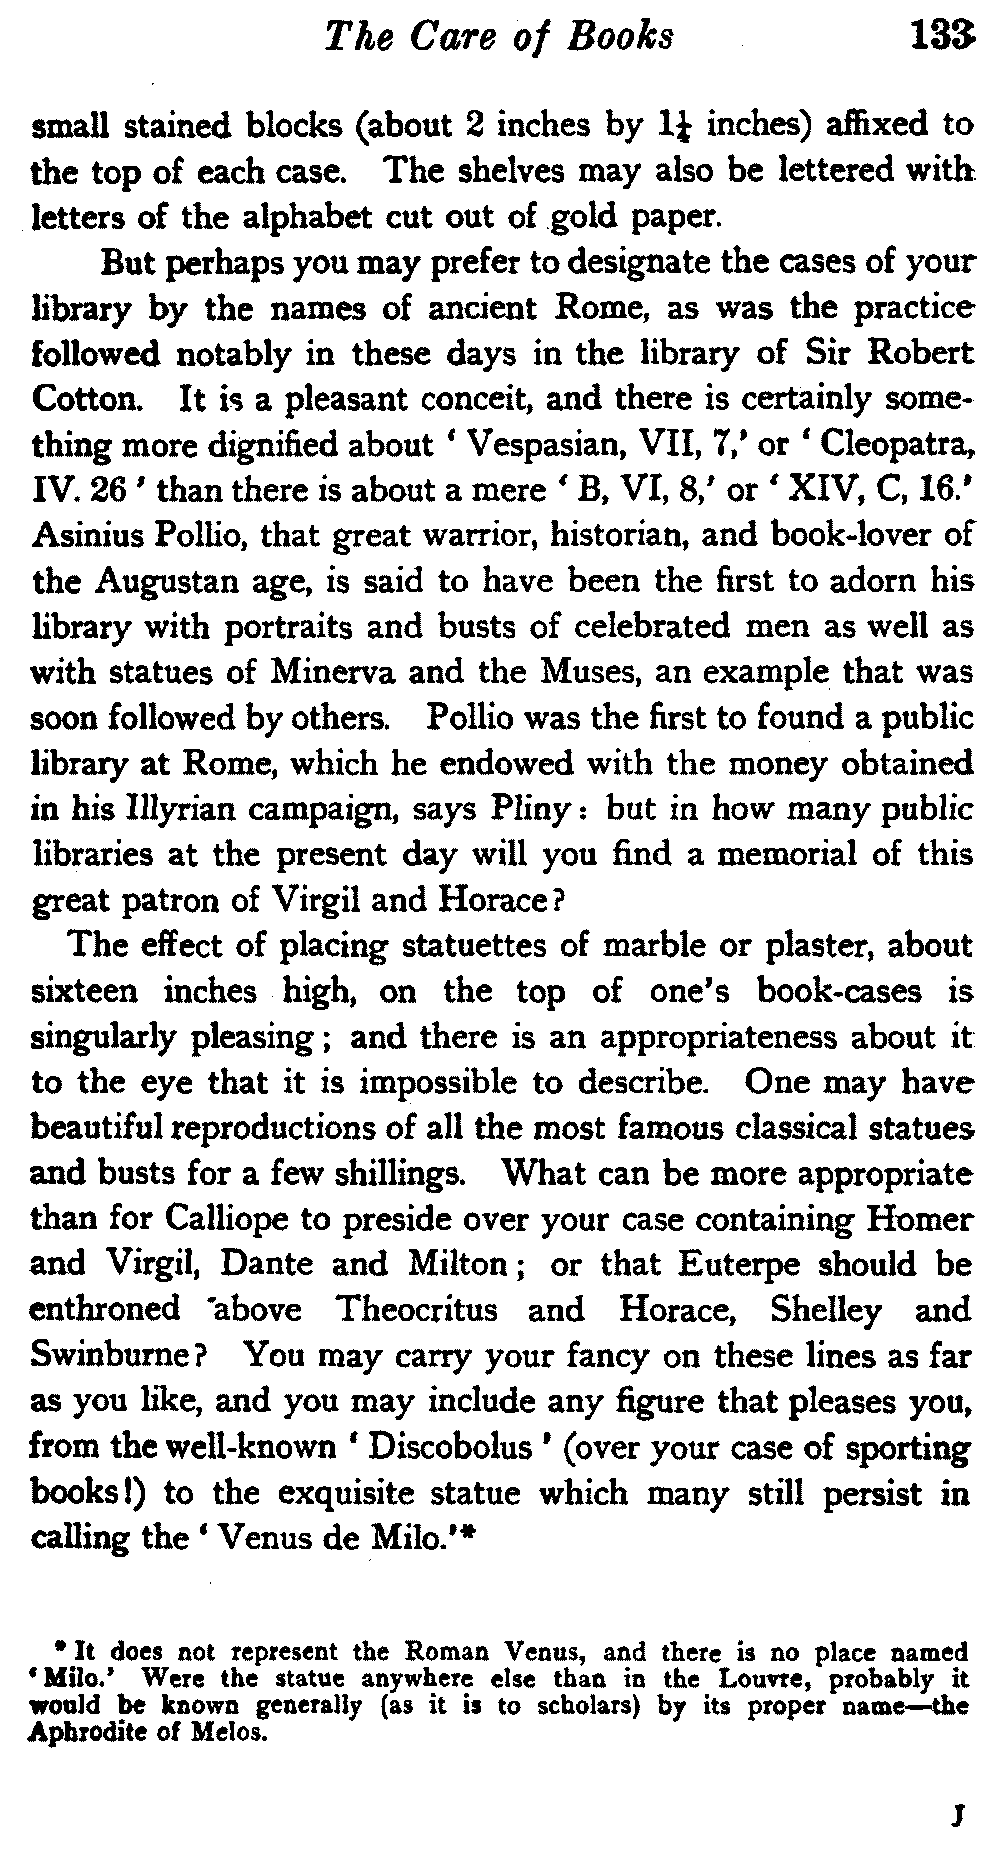 The Care of Books 133
small stained blocks (about 2 inches by 1¼ inches) affixed to
the top of each case. The shelves may also be lettered with
letters of the alphabet cut out of gold paper.
But perhaps you may prefer to designate the cases of your
library by the names of ancient Rome, as was the practice
followed notably in these days in the library of Sir Robert
Cotton. It is a pleasant conceit, and there is certainly some-
thing more dignified about ‘ Vespasian, VII, 7,’ or ‘ Cleopatra,
IV. 26 ’ than there is about a mere ‘ B, VI, 8,’ or ‘ XIV, C, 16.’
Asinius Pollio, that great warrior, historian, and book-lover of
the Augustan age, is said to have been the first to adorn his
library with portraits and busts of celebrated men as well as
with statues of Minerva and the Muses, an example that was
soon followed by others. Pollio was the first to found a public
library at Rome, which he endowed with the money obtained
in his Illyrian campaign, says Pliny: but in how many public
libraries at the present day will you find a memorial of this
great patron of Virgil and Horace?
The effect of placing statuettes of marble or plaster, about
sixteen inches high, on the top of one's book-cases is
singularly pleasing; and there is an appropriateness about it
to the eye that it is impossible to describe. One may have
beautiful reproductions of all the most famous classical statues
and busts for a few shillings. What can be more appropriate
than for Calliope to preside over your case containing Homer
and Virgil, Dante and Milton; or that Euterpe should be
enthroned above Theocritus and Horace, Shelley and
Swinburne? You may carry your fancy on these lines as far
as you like, and you may include any figure that pleases you,
from the well-known ‘ Discobolus ’ (over your case of sporting
books!) to the exquisite statue which many still persist in
calling the ‘ Venus de Milo.’*
* It does not represent the Roman Venus, and there is no place named
‘ Milo.’ Were the statue anywhere else than in the Louvre, probably it
would be known generally (as it is to scholars) by its proper name—the
Aphrodite of Melos.
J